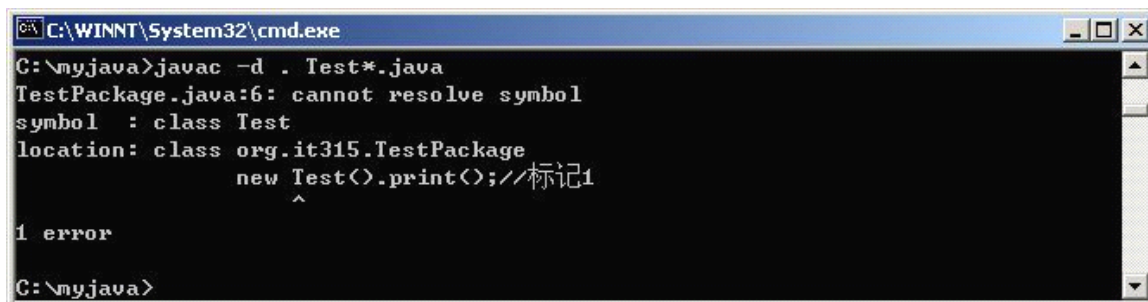 C:\WINNT\System32\cmd.exe
C:\myjava>javac -d . Test*.java
TestPackage.java:6: cannot resolve symbol
symbol  : class Test
location: class org.it315.TestPackage
                new Test().print();//标记1
                    ^
1 error
C:\myjava>